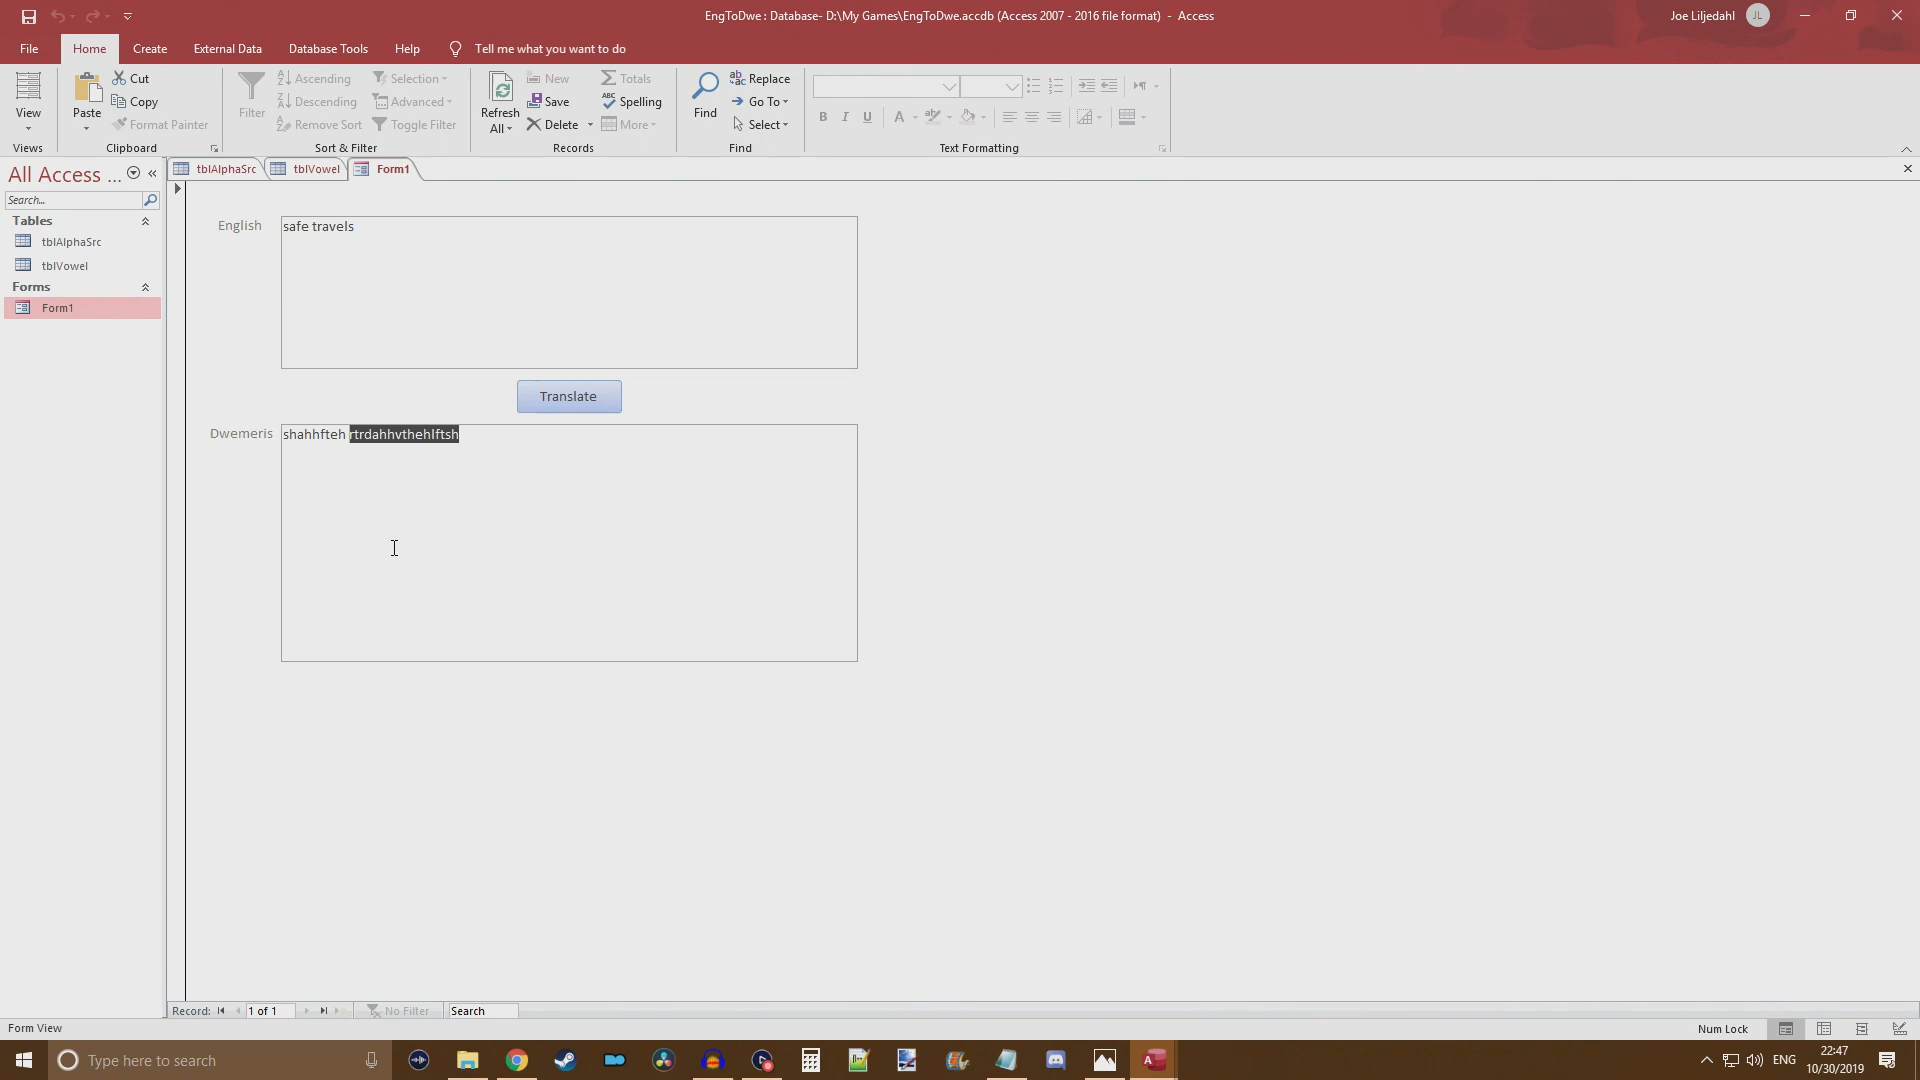 EngToDwe : Database- D:\My Games\EngToDwe.accdb (Access 2007 - 2016 file format) - Access
Joe Liljedahl
JL
File Home Create External Data Database Tools Help Tell me what you want to do
View
Views
Paste
Cut
Copy
Format Painter
Clipboard
Filter
Ascending
Descending
Remove Sort
Selection
Advanced
Toggle Filter
Sort & Filter
Refresh
All
New
Save
Delete
Totals
Spelling
More
Records
Find
Replace
Go To
Select
Find
B I U A
Text Formatting
All Access ...
Search...
Tables
tblAlphaSrc
tblVowel
Forms
Form1
tblAlphaSrc tblVowel Form1
English
safe travels
Translate
Dwemeris
shahhfteh rtrdahhvthehlftsh
Record: 1 of 1 No Filter Search
Form View
Num Lock
Type here to search
ENG
22:47
10/30/2019